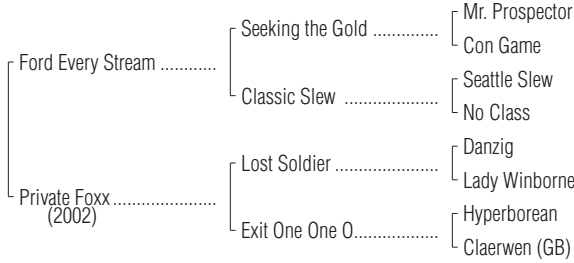 Mr. Prospector
Seeking the Gold ..............
Con Game
Ford Every Stream ............
Seattle Slew
Classic Slew ....................
No Class
Danzig
Lost Soldier ......................
Lady Winborne
Private Foxx ......................
(2002)
Hyperborean
Exit One One O..................
Claerwen (GB)